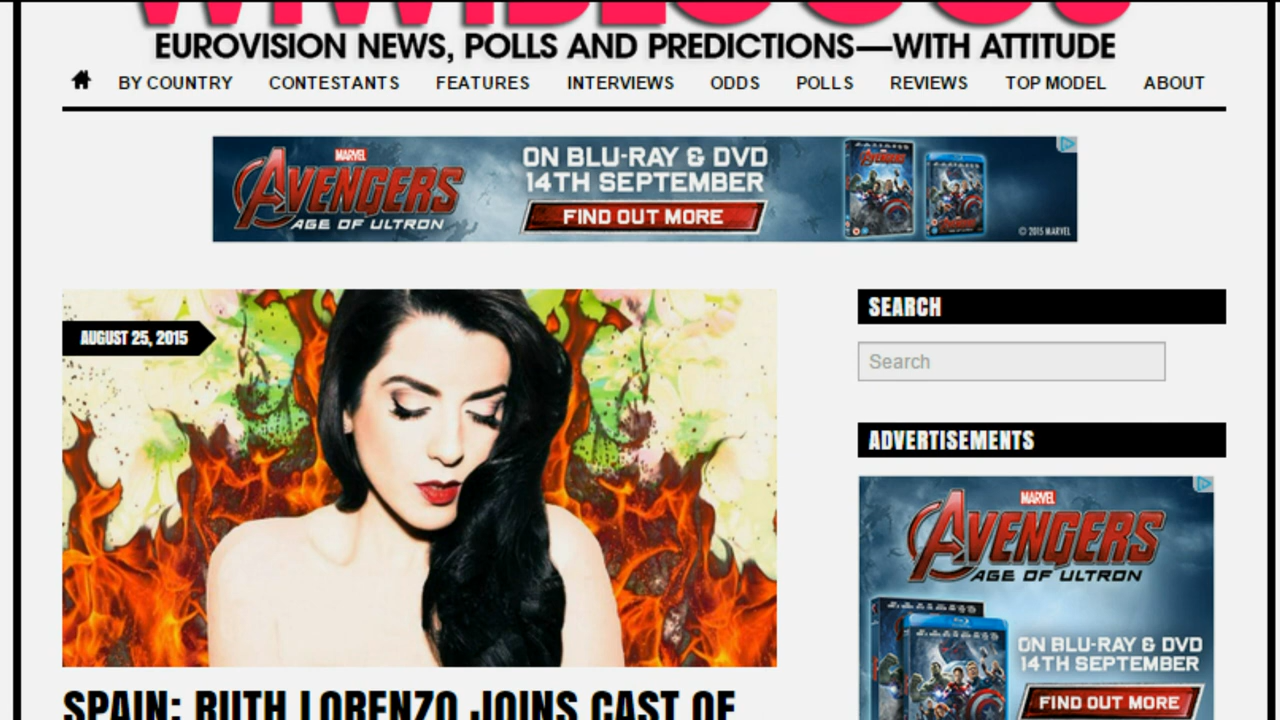 EUROVISION NEWS, POLLS AND PREDICTIONS—WITH ATTITUDE
BY COUNTRY CONTESTANTS FEATURES INTERVIEWS ODDS POLLS REVIEWS TOP MODEL ABOUT
MARVEL
AVENGERS
AGE OF ULTRON
ON BLU-RAY & DVD
14TH SEPTEMBER
FIND OUT MORE
© 2015 MARVEL
AUGUST 25, 2015
SPAIN: RUTH LORENZO JOINS CAST OF
SEARCH
Search
ADVERTISEMENTS
MARVEL
AVENGERS
AGE OF ULTRON
ON BLU-RAY & DVD
14TH SEPTEMBER
FIND OUT MORE